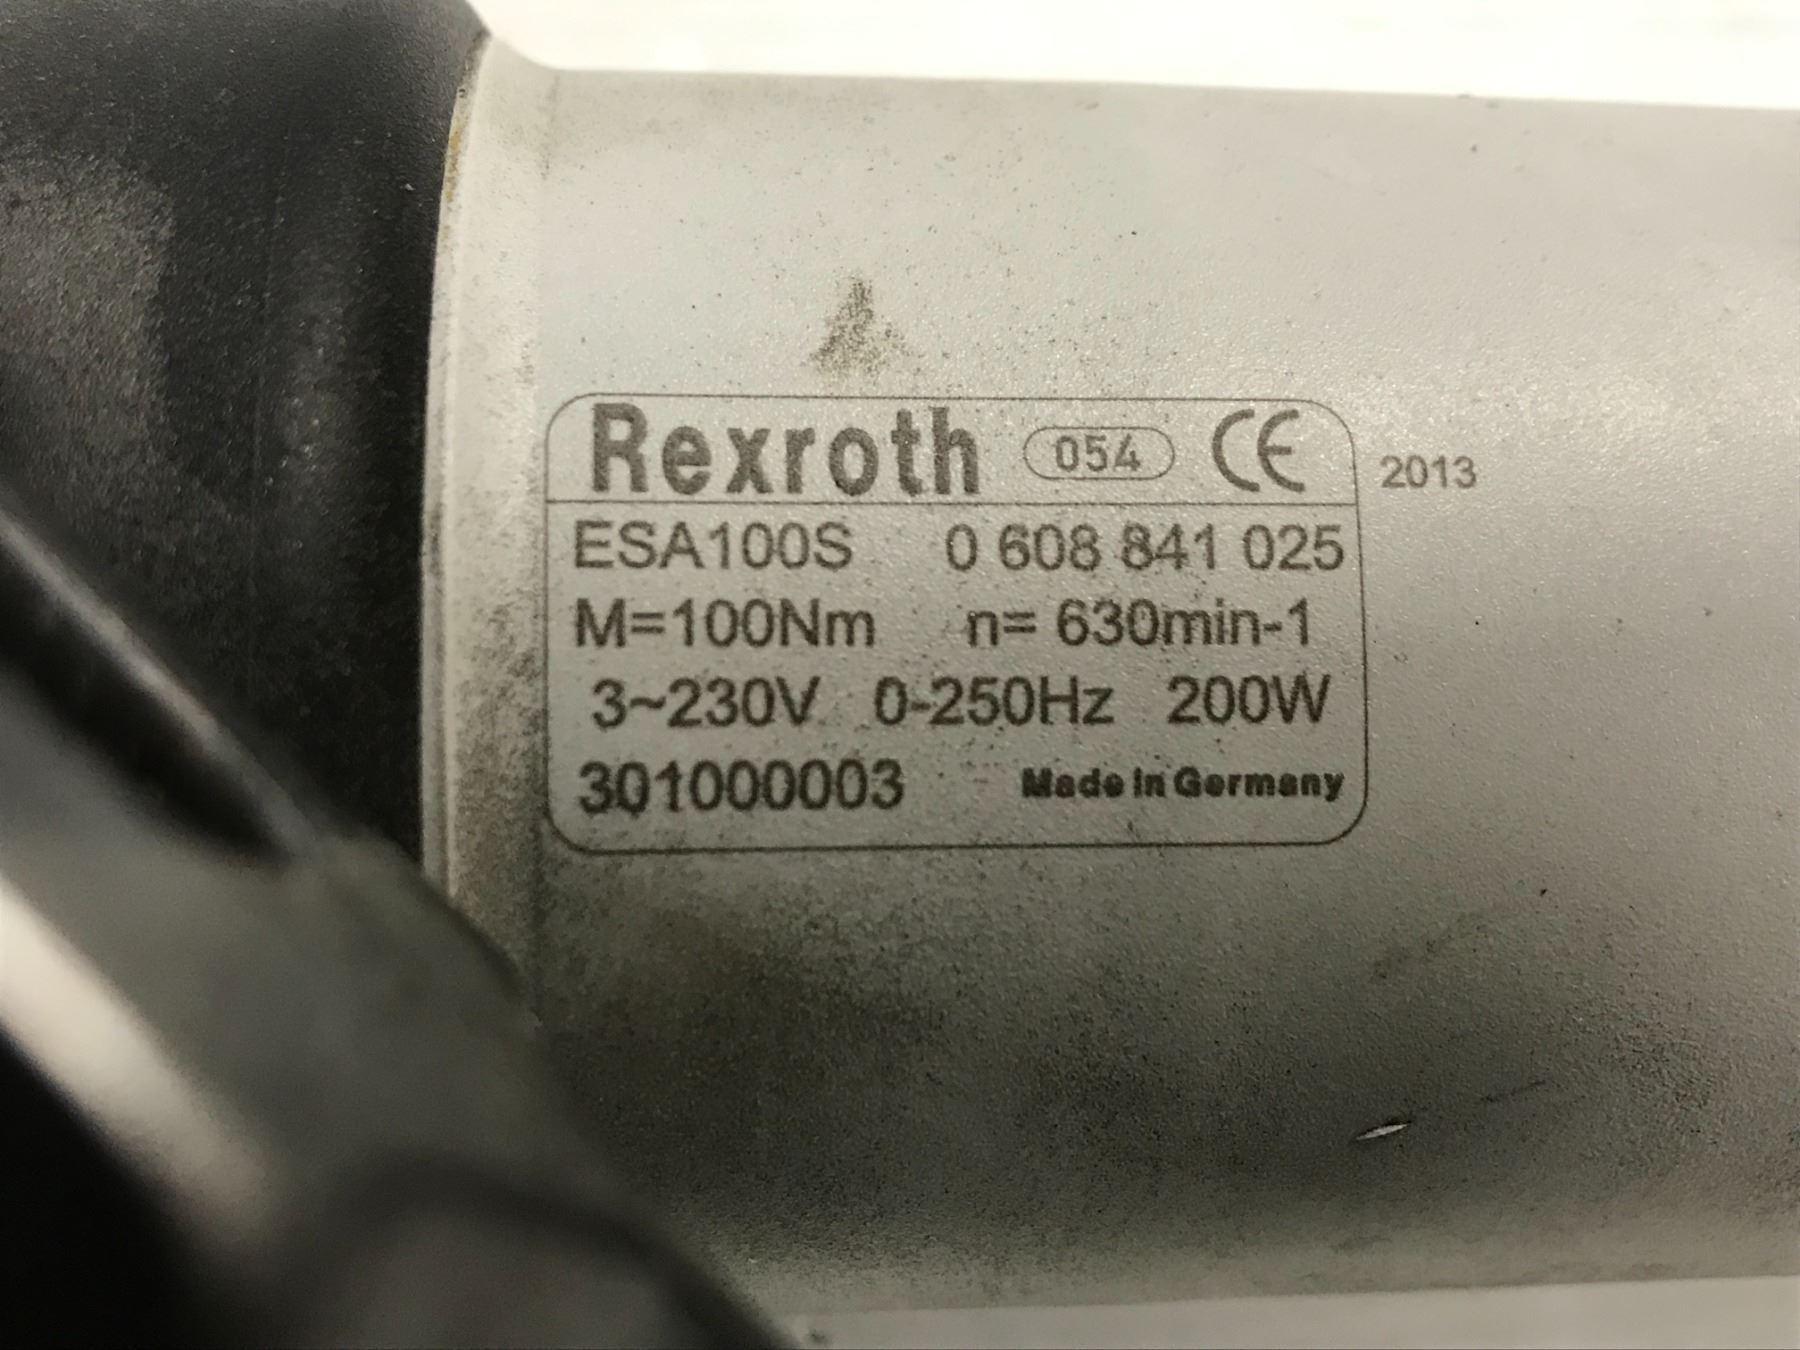 Rexroth 054 CE 2013
ESA100S 0 608 841 025
M=100Nm n= 630min-1
3~230V 0-250Hz 200W
301000003 Made in Germany